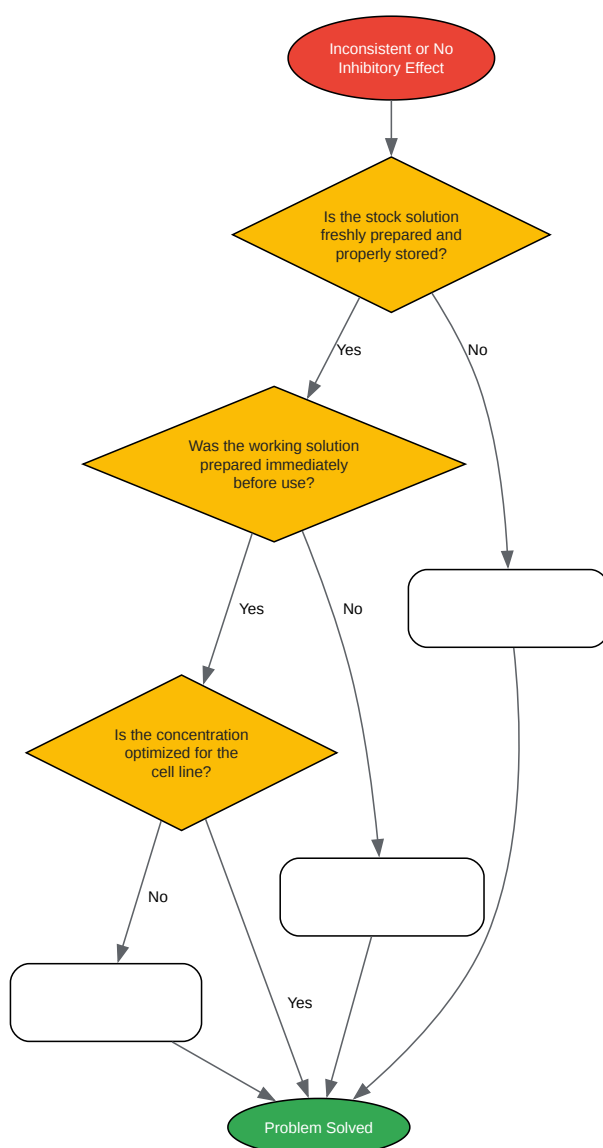 Inconsistent or No
Inhibitory Effect
Is the stock solution
freshly prepared and
properly stored?
Yes
No
Was the working solution
prepared immediately
before use?
Yes
No
Is the concentration
optimized for the
cell line?
No
Yes
Problem Solved